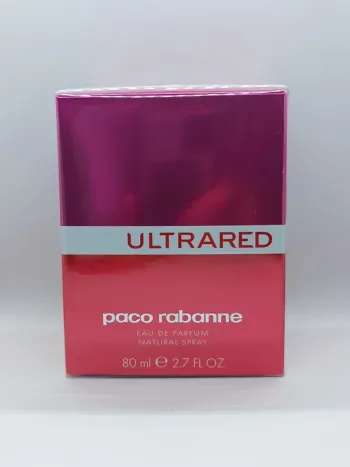 ULTRARED
paco rabanne
EAU DE PARFUM
NATURAL SPRAY
80 ml ℮ 2.7 FL OZ.